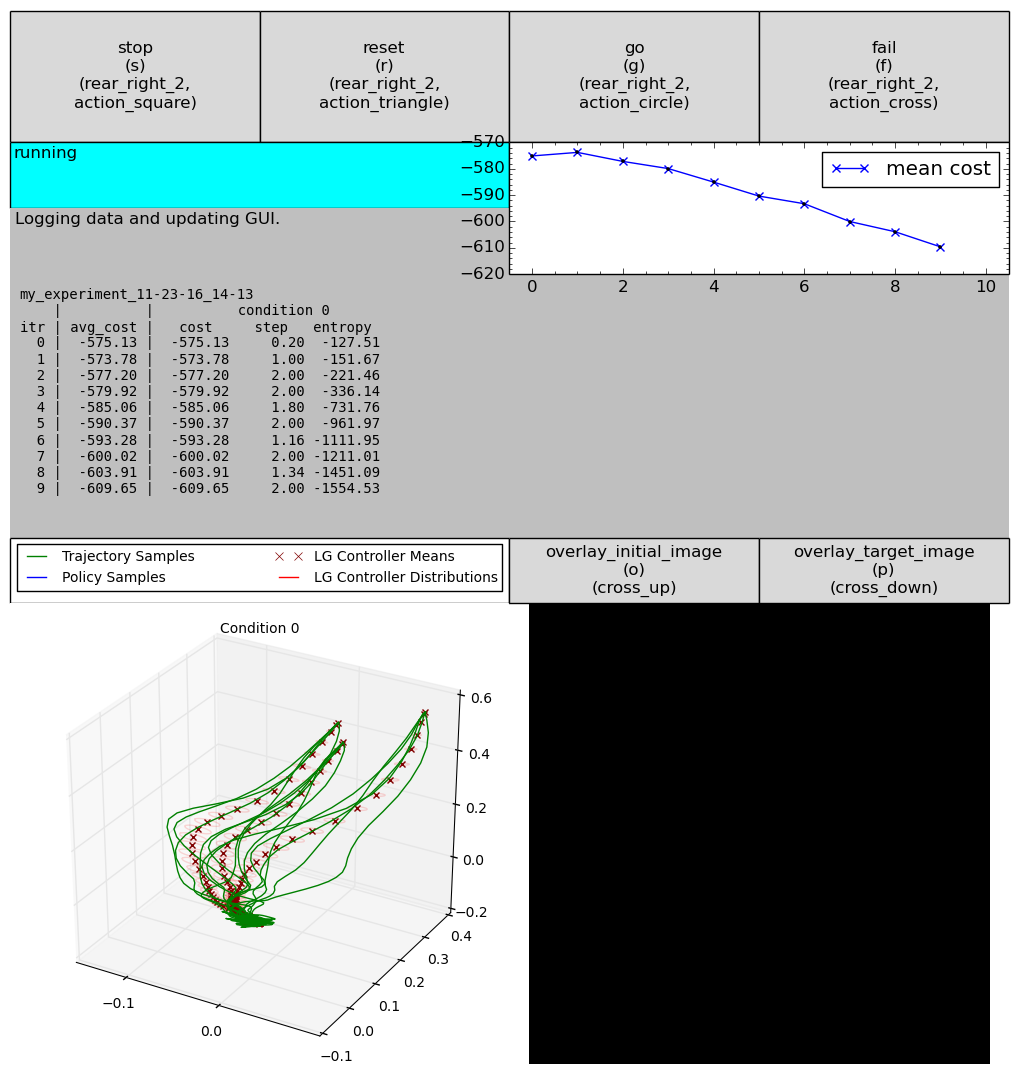 stop
(s)
(rear_right_2,
action_square)
reset
(r)
(rear_right_2,
action_triangle)
go
(g)
(rear_right_2,
action_circle)
fail
(f)
(rear_right_2,
action_cross)
running
−570
−580
−590
−600
−610
−620
mean cost
0 2 4 6 8 10
Logging data and updating GUI.
my_experiment_11-23-16_14-13
| | condition 0
itr | avg_cost | cost step entropy
0 | -575.13 | -575.13 0.20 -127.51
1 | -573.78 | -573.78 1.00 -151.67
2 | -577.20 | -577.20 2.00 -221.46
3 | -579.92 | -579.92 2.00 -336.14
4 | -585.06 | -585.06 1.80 -731.76
5 | -590.37 | -590.37 2.00 -961.97
6 | -593.28 | -593.28 1.16 -1111.95
7 | -600.02 | -600.02 2.00 -1211.01
8 | -603.91 | -603.91 1.34 -1451.09
9 | -609.65 | -609.65 2.00 -1554.53
Trajectory Samples
Policy Samples
LG Controller Means
LG Controller Distributions
overlay_initial_image
(o)
(cross_up)
overlay_target_image
(p)
(cross_down)
Condition 0
0.6
0.4
0.2
0.0
−0.2
0.4
0.3
0.2
0.1
0.0
−0.1
−0.1
0.0